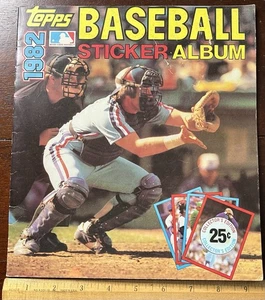 topps BASEBALL
1982 STICKER ALBUM
25¢